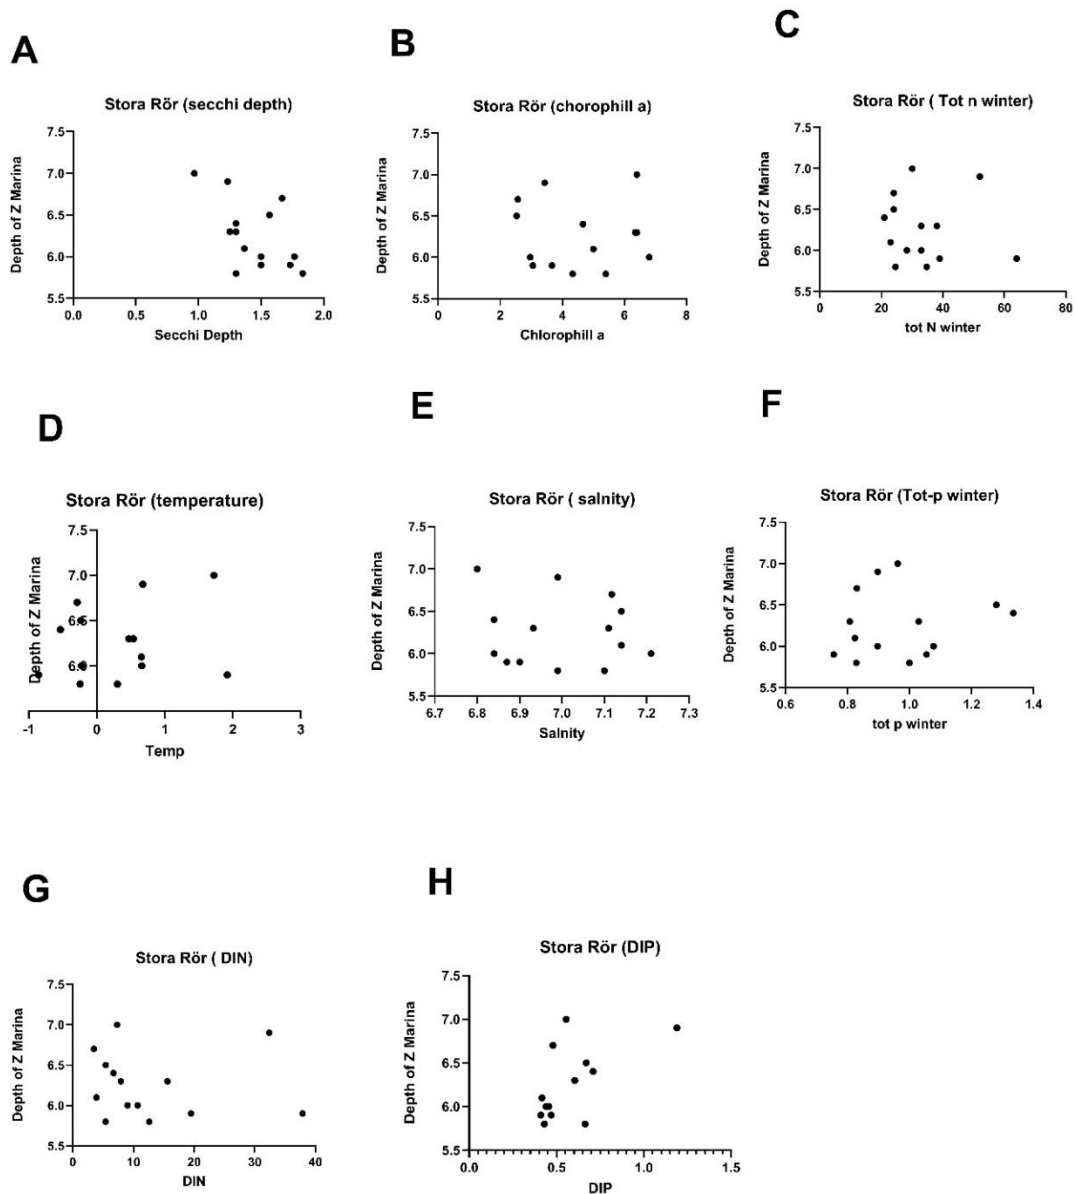 A
B
C
Stora Rör (secchi depth)
Stora Rör (chorophill a)
Stora Rör ( Tot n winter)
Depth of Z Marina
7.5
7.0
6.5
6.0
5.5
0.0 0.5 1.0 1.5 2.0
Secchi Depth
Depth of Z Marina
7.5
7.0
6.5
6.0
5.5
0 2 4 6 8
Chlorophill a
Depth of Z Marina
7.5
7.0
6.5
6.0
5.5
0 20 40 60 80
tot N winter
D
E
F
Stora Rör (temperature)
Stora Rör ( salnity)
Stora Rör (Tot-p winter)
Depth of Z Marina
7.5
7.0
6.5
6.0
-1 0 1 2 3
Temp
Depth of Z Marina
7.5
7.0
6.5
6.0
5.5
6.7 6.8 6.9 7.0 7.1 7.2 7.3
Salnity
Depth of Z Marina
7.5
7.0
6.5
6.0
5.5
0.6 0.8 1.0 1.2 1.4
tot p winter
G
H
Stora Rör ( DIN)
Stora Rör (DIP)
Depth of Z Marina
7.5
7.0
6.5
6.0
5.5
0 10 20 30 40
DIN
Depth of Z Marina
7.5
7.0
6.5
6.0
5.5
0.0 0.5 1.0 1.5
DIP